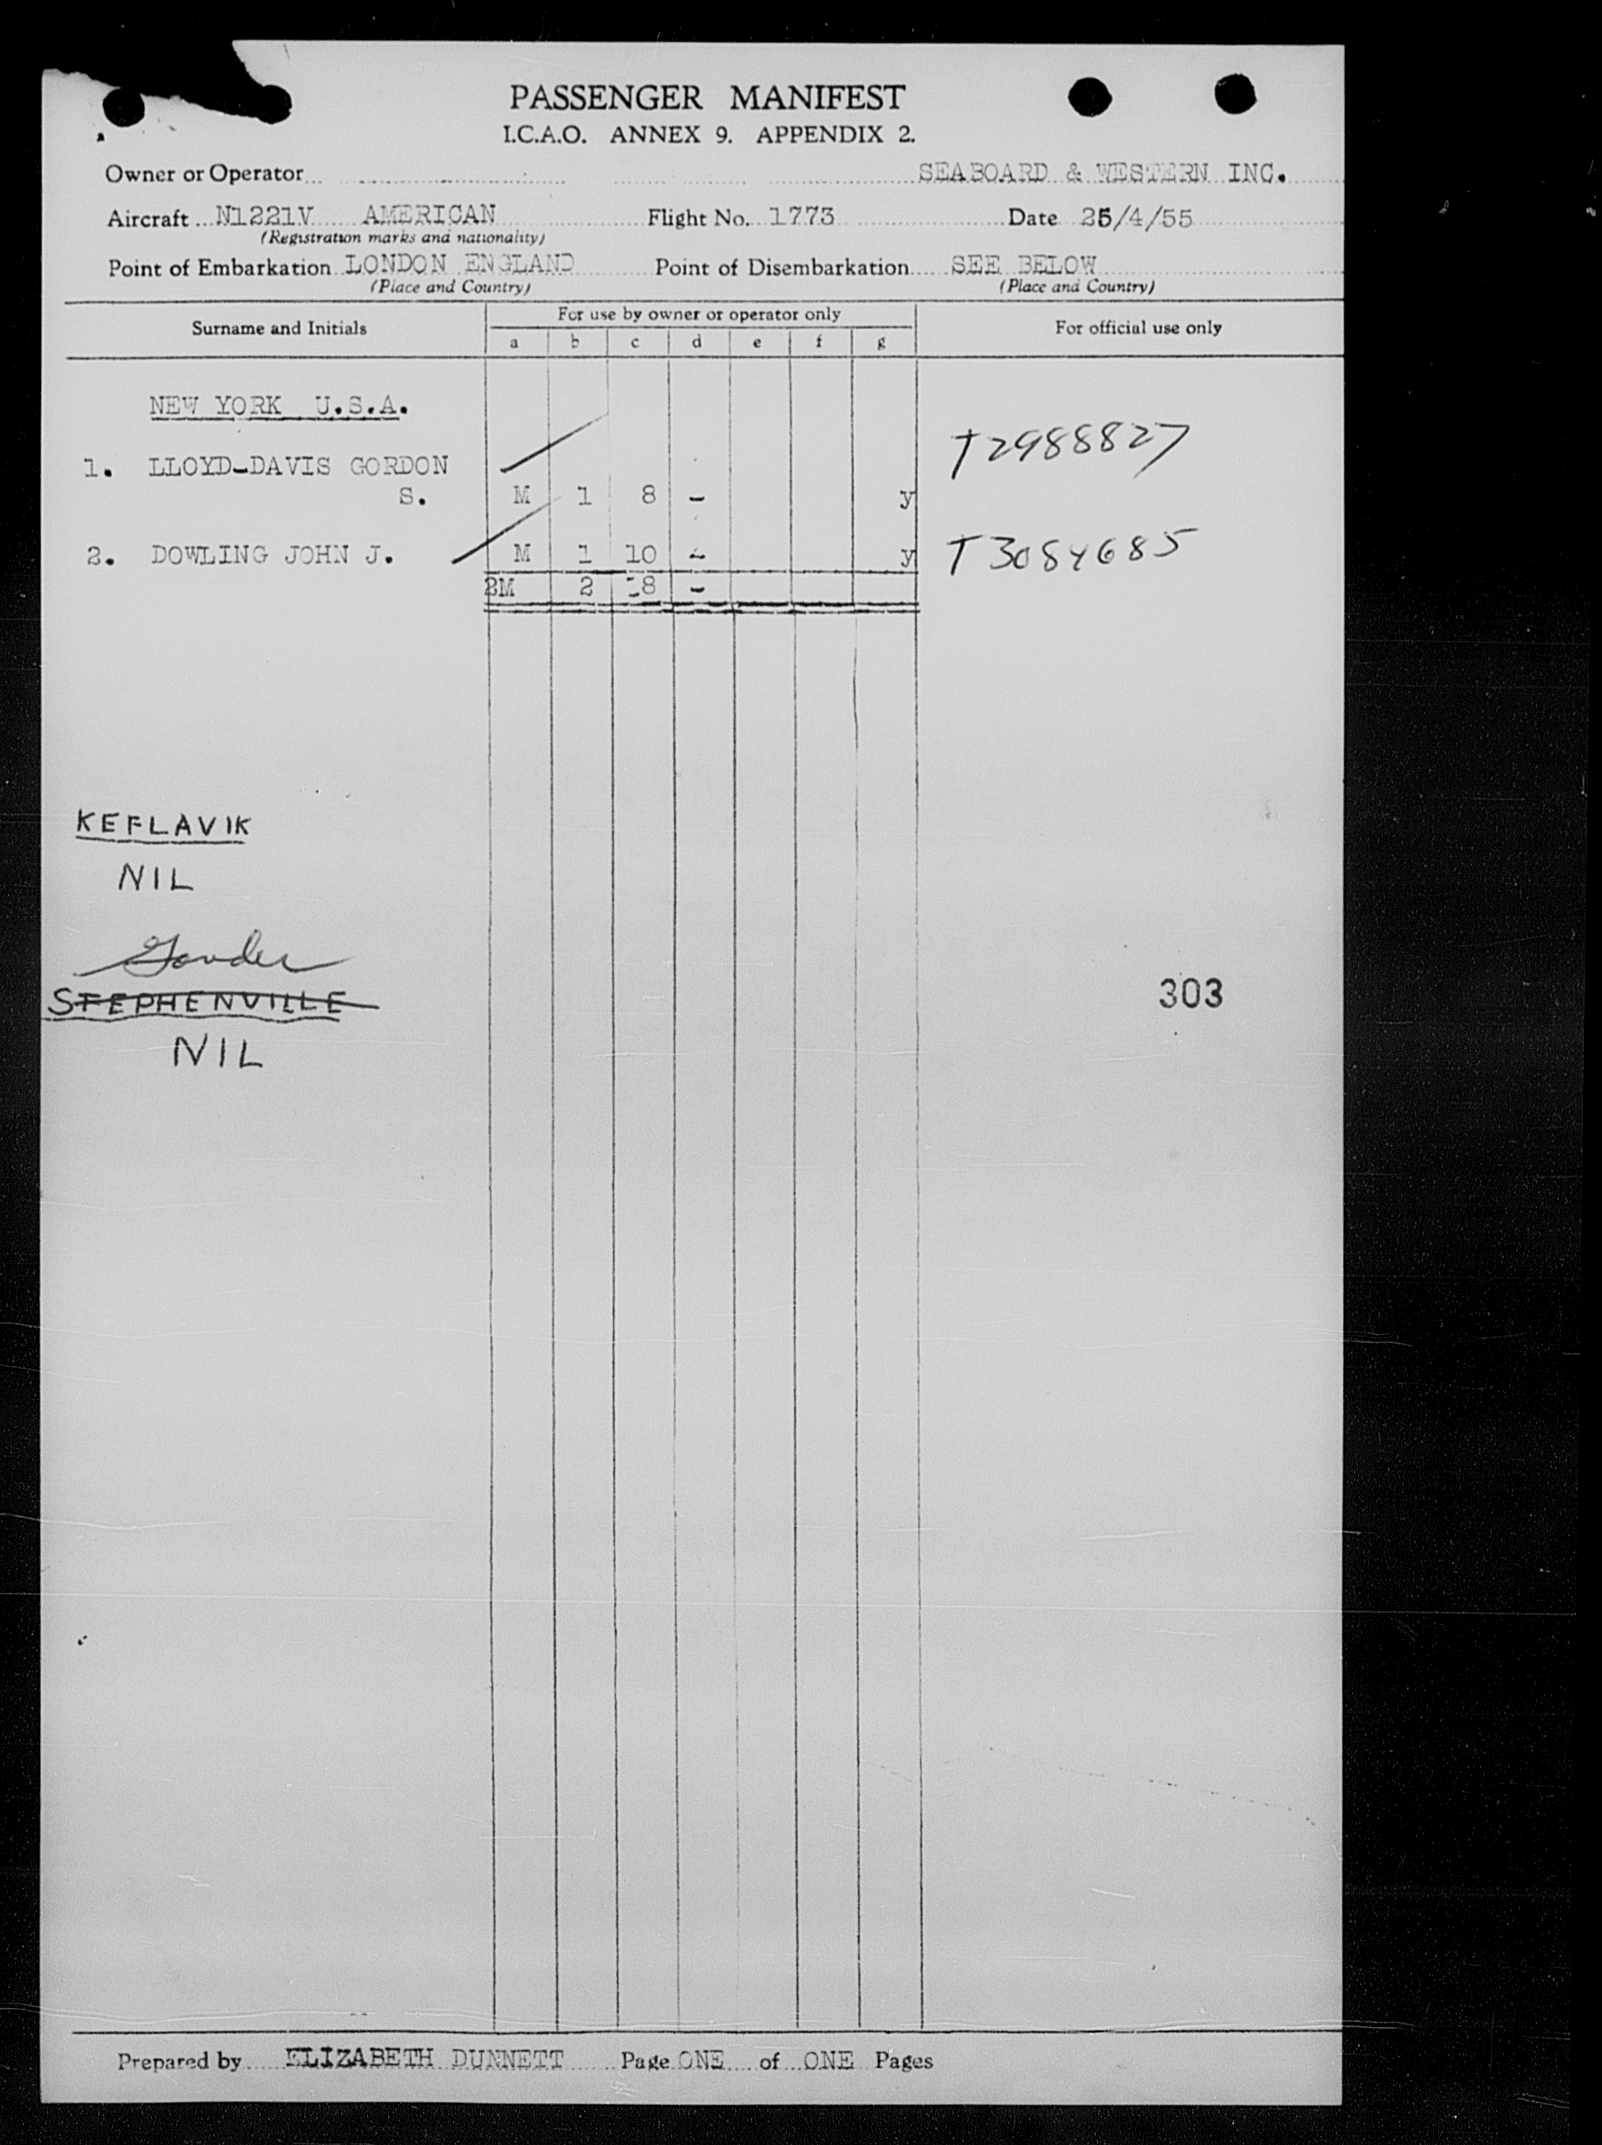 PASSENGER MANIFEST
I.C.A.O. ANNEX 9. APPENDIX 2.
Owner or Operator SEABOARD & WESTERN INC.
Aircraft N1221V AMERICAN Flight No. 1773 Date 25/4/55
(Registration marks and nationality)
Point of Embarkation LONDON ENGLAND Point of Disembarkation SEE BELOW
(Place and Country) (Place and Country)
Surname and Initials For use by owner or operator only For official use only
a b c d e f g
NEW YORK U.S.A.
1. LLOYD-DAVIS GORDON T2988827
S. M 1 8 - y
2. DOWLING JOHN J. M 1 10 - y T3084685
2M 2 18 -
KEFLAVIK
NIL
Gander
STEPHENVILLE 303
NIL
Prepared by ELIZABETH DUNNETT Page ONE of ONE Pages